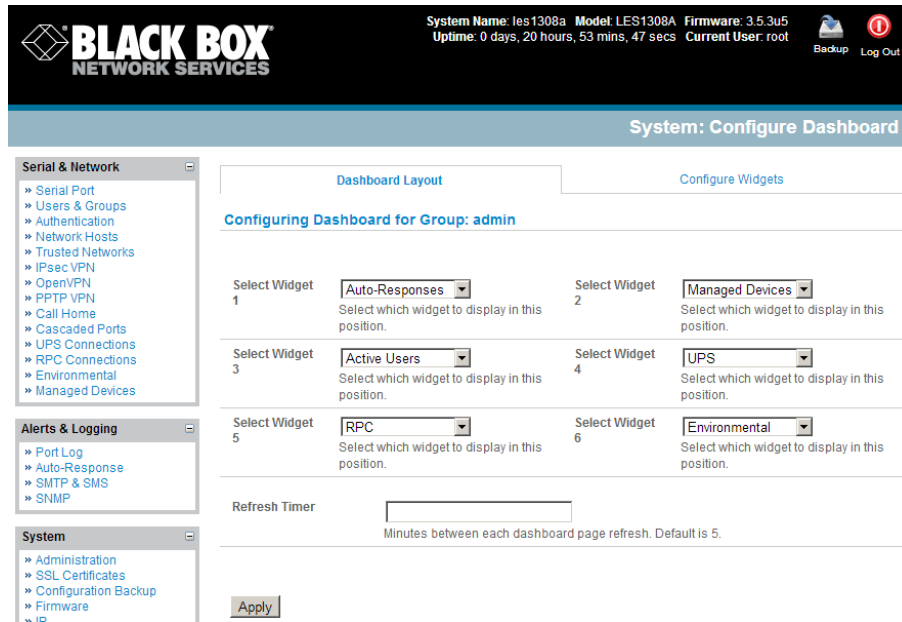 BLACK BOX
NETWORK SERVICES
System Name: les1308a Model: LES1308A Firmware: 3.5.3u5
Uptime: 0 days, 20 hours, 53 mins, 47 secs Current User: root
Backup
Log Out
System: Configure Dashboard
Serial & Network
» Serial Port
» Users & Groups
» Authentication
» Network Hosts
» Trusted Networks
» IPsec VPN
» OpenVPN
» PPTP VPN
» Call Home
» Cascaded Ports
» UPS Connections
» RPC Connections
» Environmental
» Managed Devices
Alerts & Logging
» Port Log
» Auto-Response
» SMTP & SMS
» SNMP
System
» Administration
» SSL Certificates
» Configuration Backup
» Firmware
» IP
Dashboard Layout
Configure Widgets
Configuring Dashboard for Group: admin
Select Widget
1
Auto-Responses
Select which widget to display in this
position.
Select Widget
2
Managed Devices
Select which widget to display in this
position.
Select Widget
3
Active Users
Select which widget to display in this
position.
Select Widget
4
UPS
Select which widget to display in this
position.
Select Widget
5
RPC
Select which widget to display in this
position.
Select Widget
6
Environmental
Select which widget to display in this
position.
Refresh Timer
Minutes between each dashboard page refresh. Default is 5.
Apply